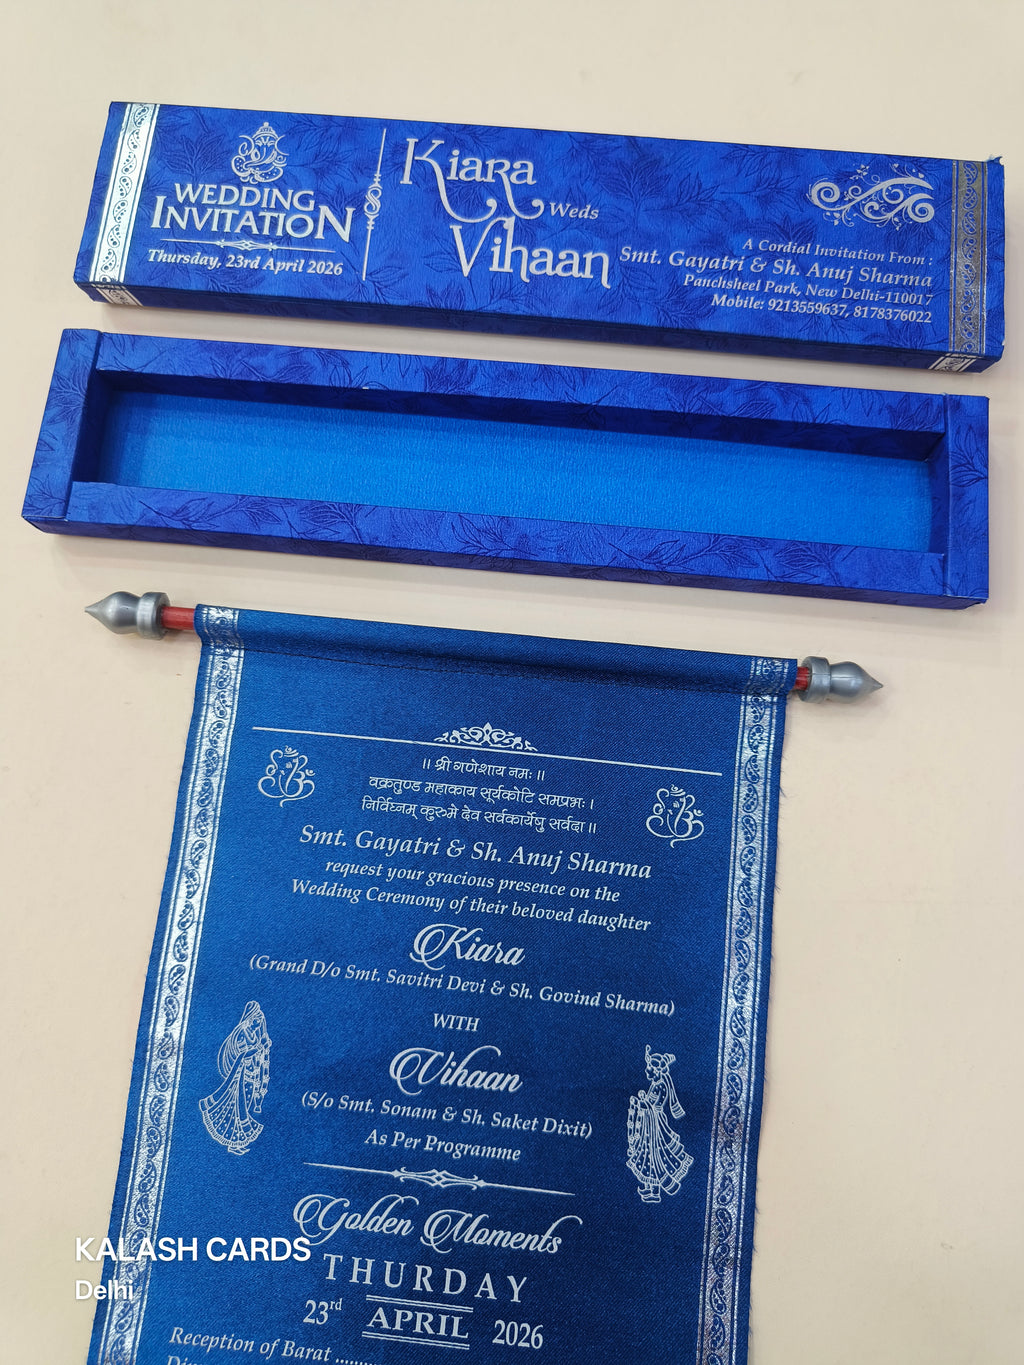 WEDDING
INVITATION
Thursday, 23rd April 2026
Kiara
Weds
Vihaan
A Cordial Invitation From :
Smt. Gayatri & Sh. Anuj Sharma
Panchsheel Park, New Delhi-110017
Mobile: 9213559637, 8178376022
॥ श्री गणेशाय नमः ॥
वक्रतुण्ड महाकाय सूर्यकोटि समप्रभः।
निर्विघ्नम् कुरुमे देव सर्वकार्येषु सर्वदा॥
Smt. Gayatri & Sh. Anuj Sharma
request your gracious presence on the
Wedding Ceremony of their beloved daughter
Kiara
(Grand D/o Smt. Savitri Devi & Sh. Govind Sharma)
WITH
Vihaan
(S/o Smt. Sonam & Sh. Saket Dixit)
As Per Programme
Golden Moments
THURDAY
23rd APRIL 2026
Reception of Barat ..........
KALASH CARDS
Delhi